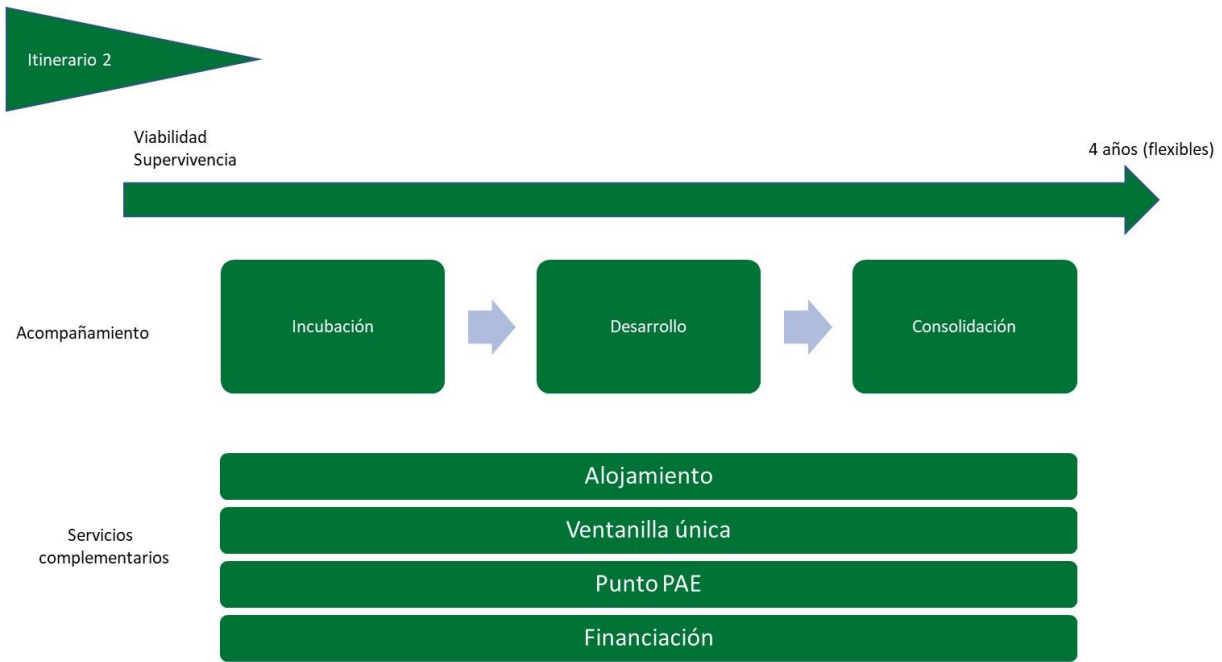 Itinerario 2
Viabilidad
Supervivencia
4 años (flexibles)
Acompañamiento
Incubación
Desarrollo
Consolidación
Servicios
complementarios
Alojamiento
Ventanilla única
Punto PAE
Financiación